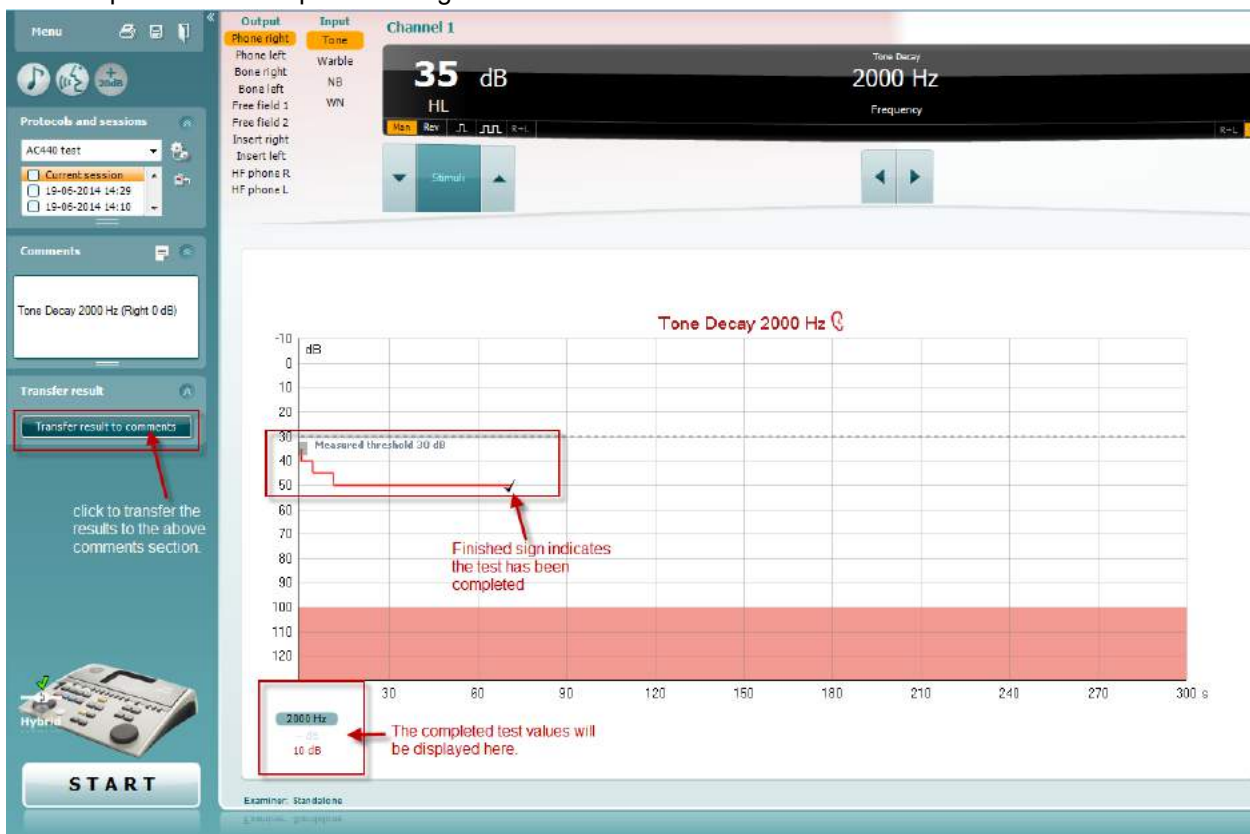 Menu
Protocols and sessions
AC440 test
Current session
19-06-2014 14:29
19-06-2014 14:10
Comments
Tone Decay 2000 Hz (Right 0 dB)
Transfer result
Transfer result to comments
click to transfer the
results to the above
comments section.
Hybrid
START
Output Input
Phone right Tone
Phone left Warble
Bone right NB
Bone left WN
Free field 1
Free field 2
Insert right
Insert left
HF phone R
HF phone L
Channel 1
35 dB
HL
Man Rev R+L
Tone Decay
2000 Hz
Frequency
R+L
Stimuli
Tone Decay 2000 Hz
dB
-10
0
10
20
30
40
50
60
70
80
90
100
110
120
Measured threshold 30 dB
Finished sign indicates
the test has been
completed
30 60 90 120 150 180 210 240 270 300 s
2000 Hz
-- dB
10 dB
The completed test values will
be displayed here.
Examiner: Standalone